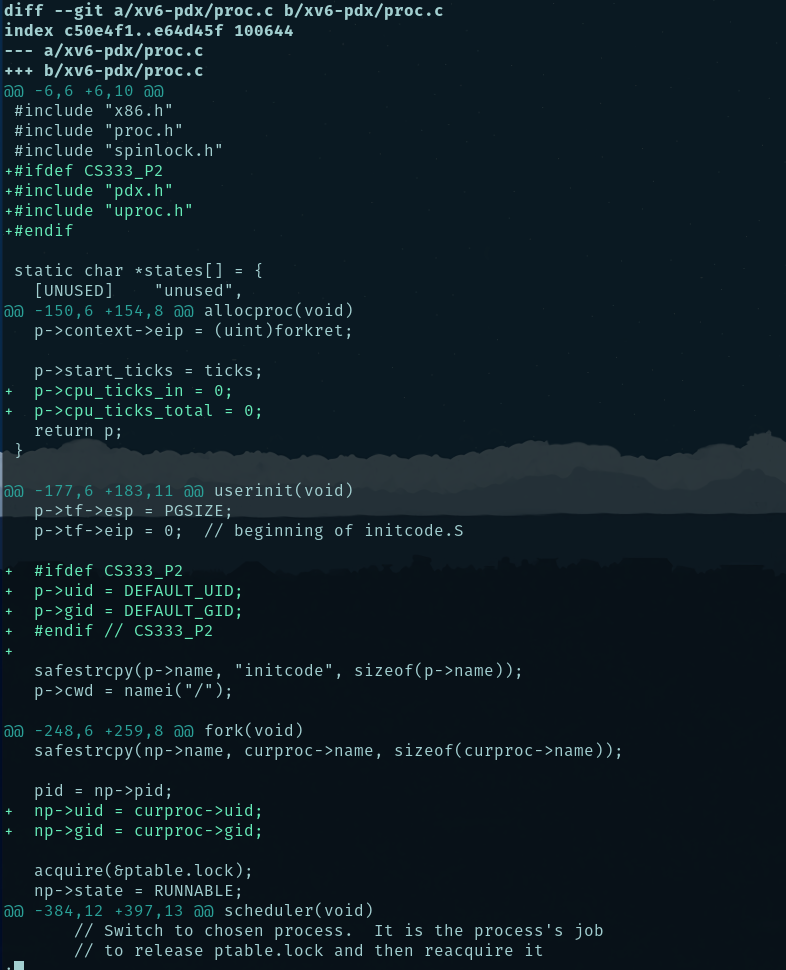 diff --git a/xv6-pdx/proc.c b/xv6-pdx/proc.c
index c50e4f1..e64d45f 100644
--- a/xv6-pdx/proc.c
+++ b/xv6-pdx/proc.c
@@ -6,6 +6,10 @@
 #include "x86.h"
 #include "proc.h"
 #include "spinlock.h"
+#ifdef CS333_P2
+#include "pdx.h"
+#include "uproc.h"
+#endif

 static char *states[] = {
   [UNUSED]    "unused",
@@ -150,6 +154,8 @@ allocproc(void)
   p->context->eip = (uint)forkret;

   p->start_ticks = ticks;
+  p->cpu_ticks_in = 0;
+  p->cpu_ticks_total = 0;
   return p;
 }

@@ -177,6 +183,11 @@ userinit(void)
   p->tf->esp = PGSIZE;
   p->tf->eip = 0;  // beginning of initcode.S

+  #ifdef CS333_P2
+  p->uid = DEFAULT_UID;
+  p->gid = DEFAULT_GID;
+  #endif // CS333_P2
+
   safestrcpy(p->name, "initcode", sizeof(p->name));
   p->cwd = namei("/");

@@ -248,6 +259,8 @@ fork(void)
   safestrcpy(np->name, curproc->name, sizeof(curproc->name));

   pid = np->pid;
+  np->uid = curproc->uid;
+  np->gid = curproc->gid;

   acquire(&ptable.lock);
   np->state = RUNNABLE;
@@ -384,12 +397,13 @@ scheduler(void)
       // Switch to chosen process.  It is the process's job
       // to release ptable.lock and then reacquire it
: